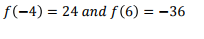 f(−4) = 24 and f(6) = −36